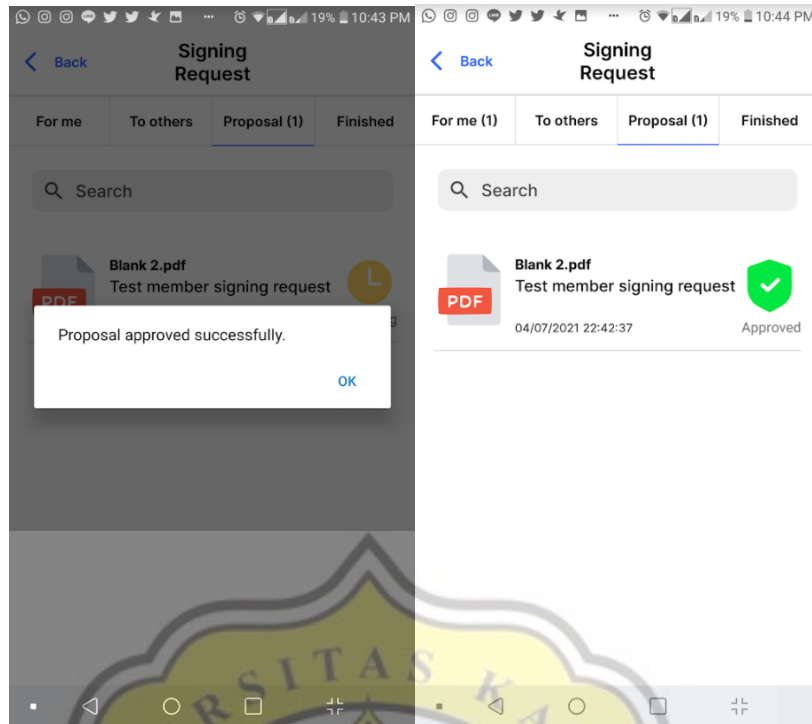 19% 10:43 PM
Back
Signing
Request
For me
To others
Proposal (1)
Finished
Search
Blank 2.pdf
Test member signing request
PDF
Proposal approved successfully.
OK
19% 10:44 PM
Back
Signing
Request
For me (1)
To others
Proposal (1)
Finished
Search
Blank 2.pdf
Test member signing request
PDF
04/07/2021 22:42:37
Approved
RSITAS KA